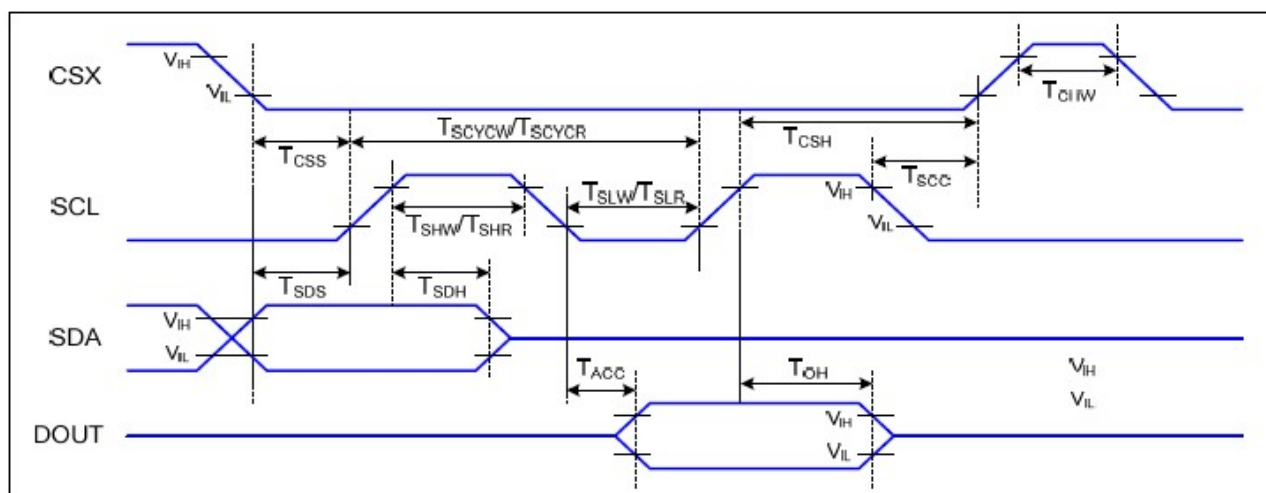 CSX
VIH
VIL
TCHW
TCSS
TSCYCW/TSCYCR
TCSH
TSCC
SCL
TSHW/TSHR
TSLW/TSLR
VIH
VIL
TSDS
TSDH
SDA
VIH
VIL
TACC
TOH
VIH
VIL
DOUT
VIH
VIL